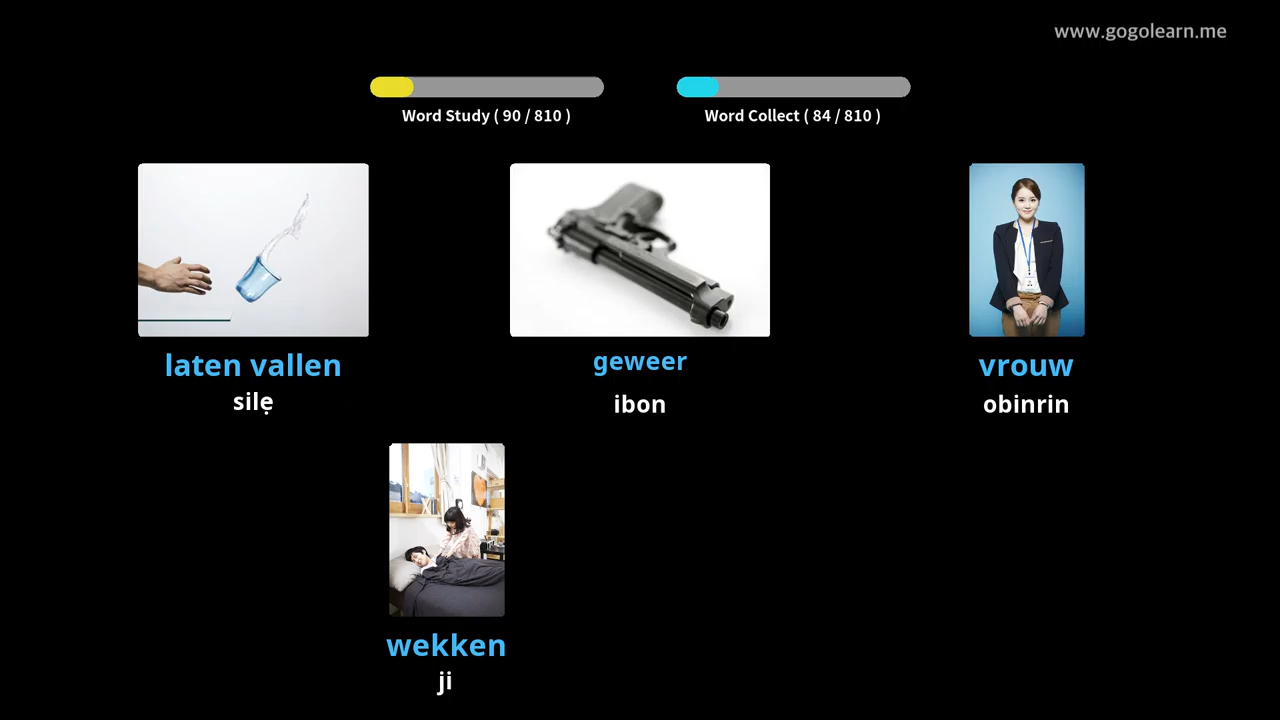 www.gogolearn.me
Word Study ( 90 / 810 )
Word Collect ( 84 / 810 )
laten vallen
silẹ
geweer
ibon
vrouw
obinrin
wekken
ji